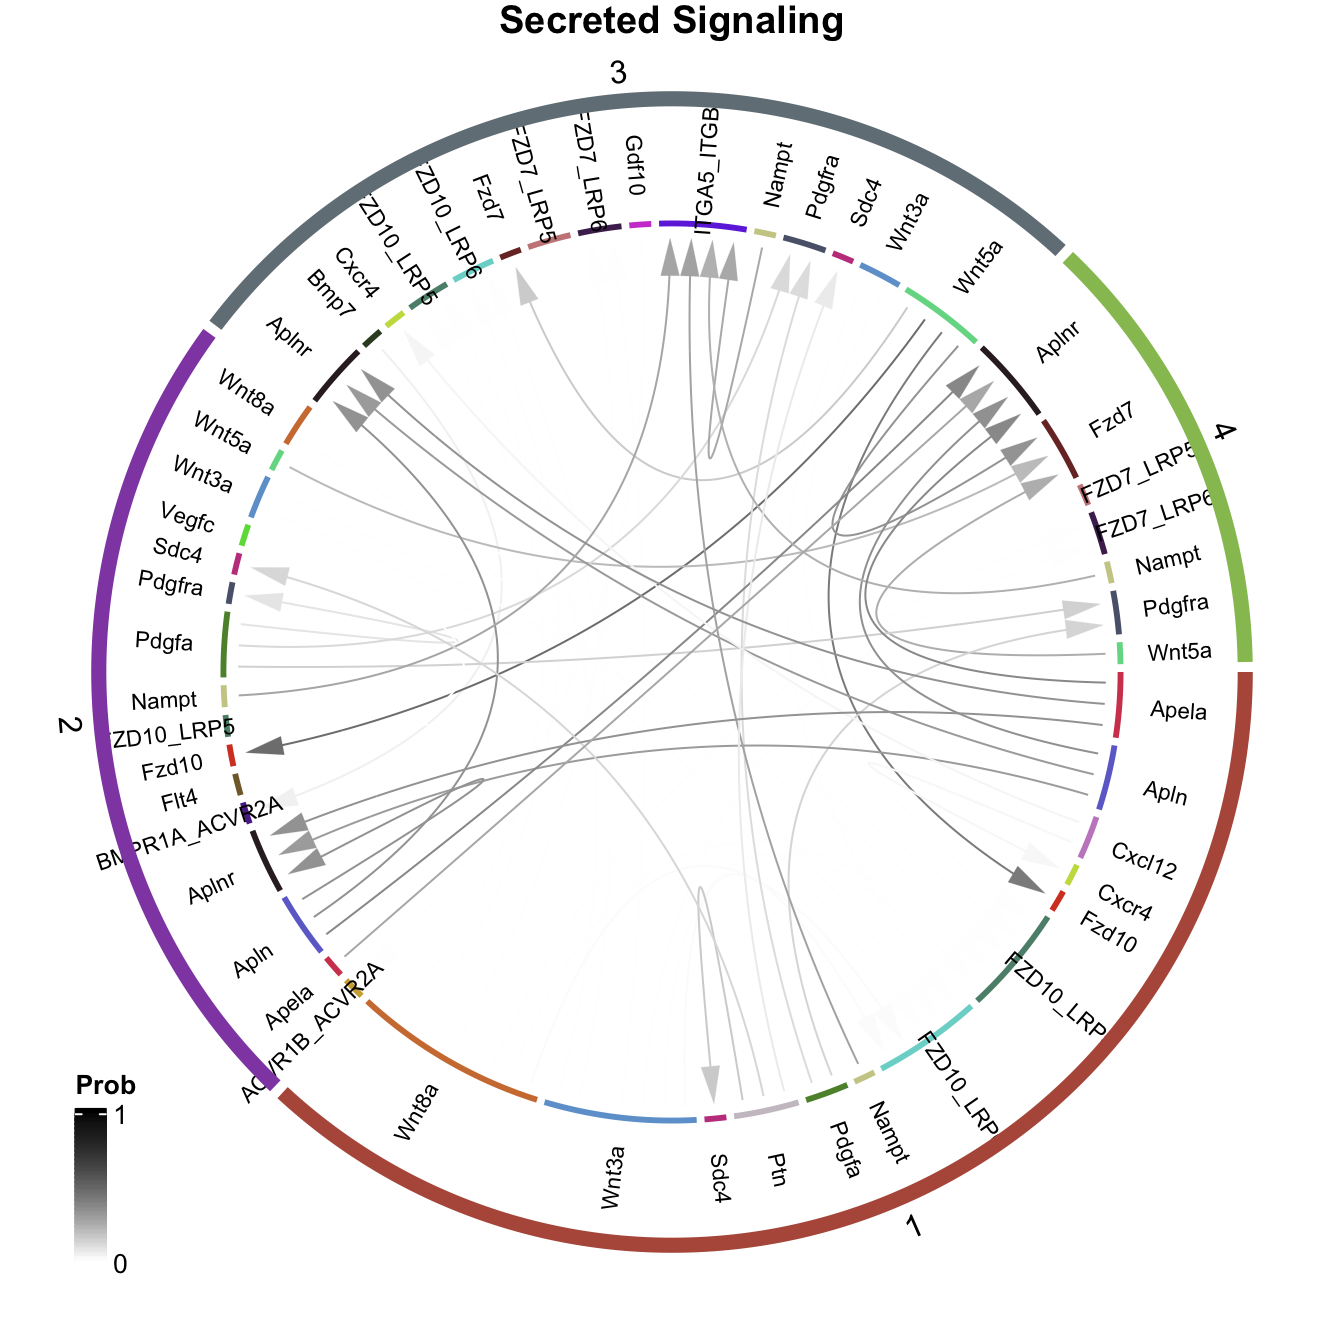 Secreted Signaling
3
Gdf10
ITGA5_ITGB
Nampt
Pdgfra
Sdc4
Wnt3a
Wnt5a
4
Aplnr
Fzd7
FZD7_LRP5
FZD7_LRP6
Nampt
Pdgfra
Wnt5a
Apela
Apln
Cxcl12
Cxcr4
Fzd10
FZD10_LRP
FZD10_LRP
1
Nampt
Pdgfa
Ptn
Sdc4
Wnt3a
Wnt8a
ACVR1B_ACVR2A
Apela
Apln
Aplnr
BMPR1A_ACVR2A
Flt4
Fzd10
ZD10_LRP5
Nampt
2
Pdgfa
Pdgfra
Sdc4
Vegfc
Wnt3a
Wnt5a
Wnt8a
Aplnr
Bmp7
Cxcr4
ZD10_LRP5
ZD10_LRP6
Fzd7
FZD7_LRP5
FZD7_LRP6
Prob
1
0